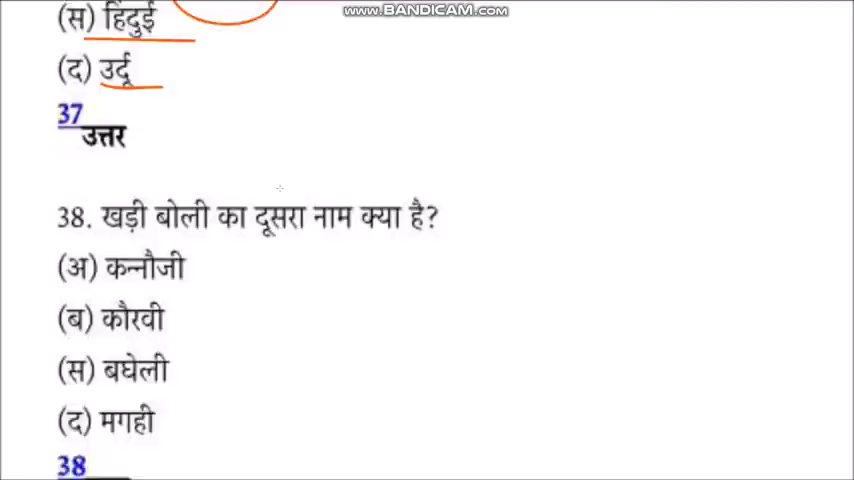 WWW.BANDICAM.COM
(स) हिंदुई
(द) उर्दू
37
उत्तर
38. खड़ी बोली का दूसरा नाम क्या है?
(अ) कन्नौजी
(ब) कौरवी
(स) बघेली
(द) मगही
38